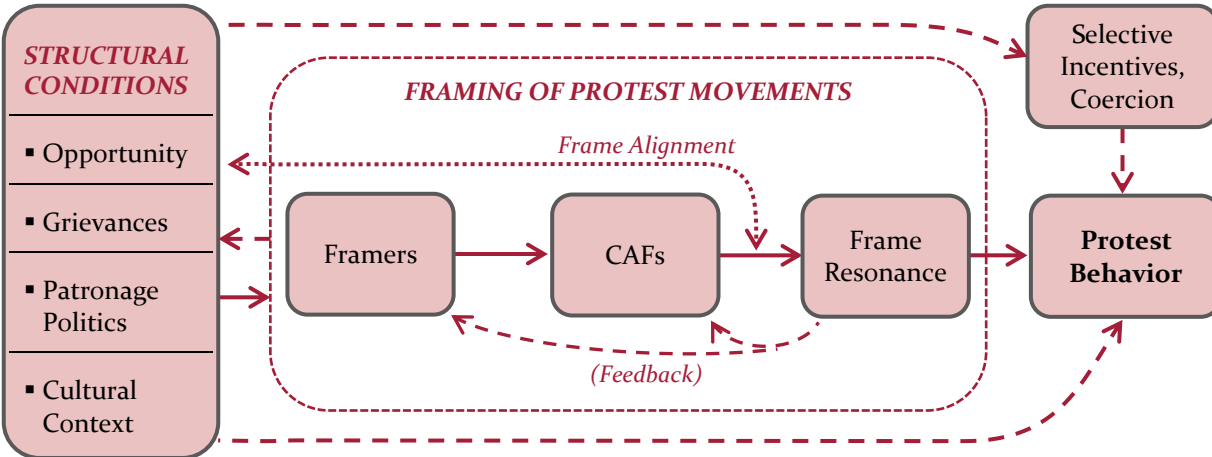 STRUCTURAL
CONDITIONS
▪ Opportunity
▪ Grievances
▪ Patronage
Politics
▪ Cultural
Context
FRAMING OF PROTEST MOVEMENTS
Frame Alignment
Framers
CAFs
Frame
Resonance
(Feedback)
Selective
Incentives,
Coercion
Protest
Behavior